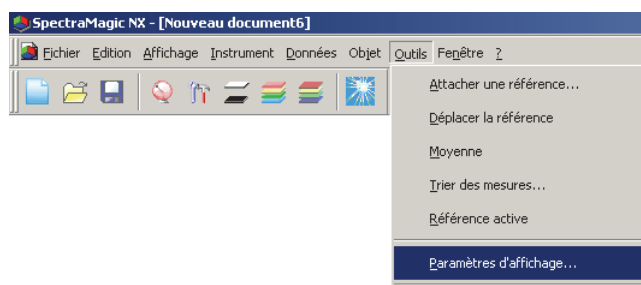 SpectraMagic NX - [Nouveau document6]
Eichier Edition Affichage Instrument Données Objet Outils Fenêtre ?
Attacher une référence...
Déplacer la référence
Moyenne
Trier des mesures...
Référence active
Paramètres d'affichage...